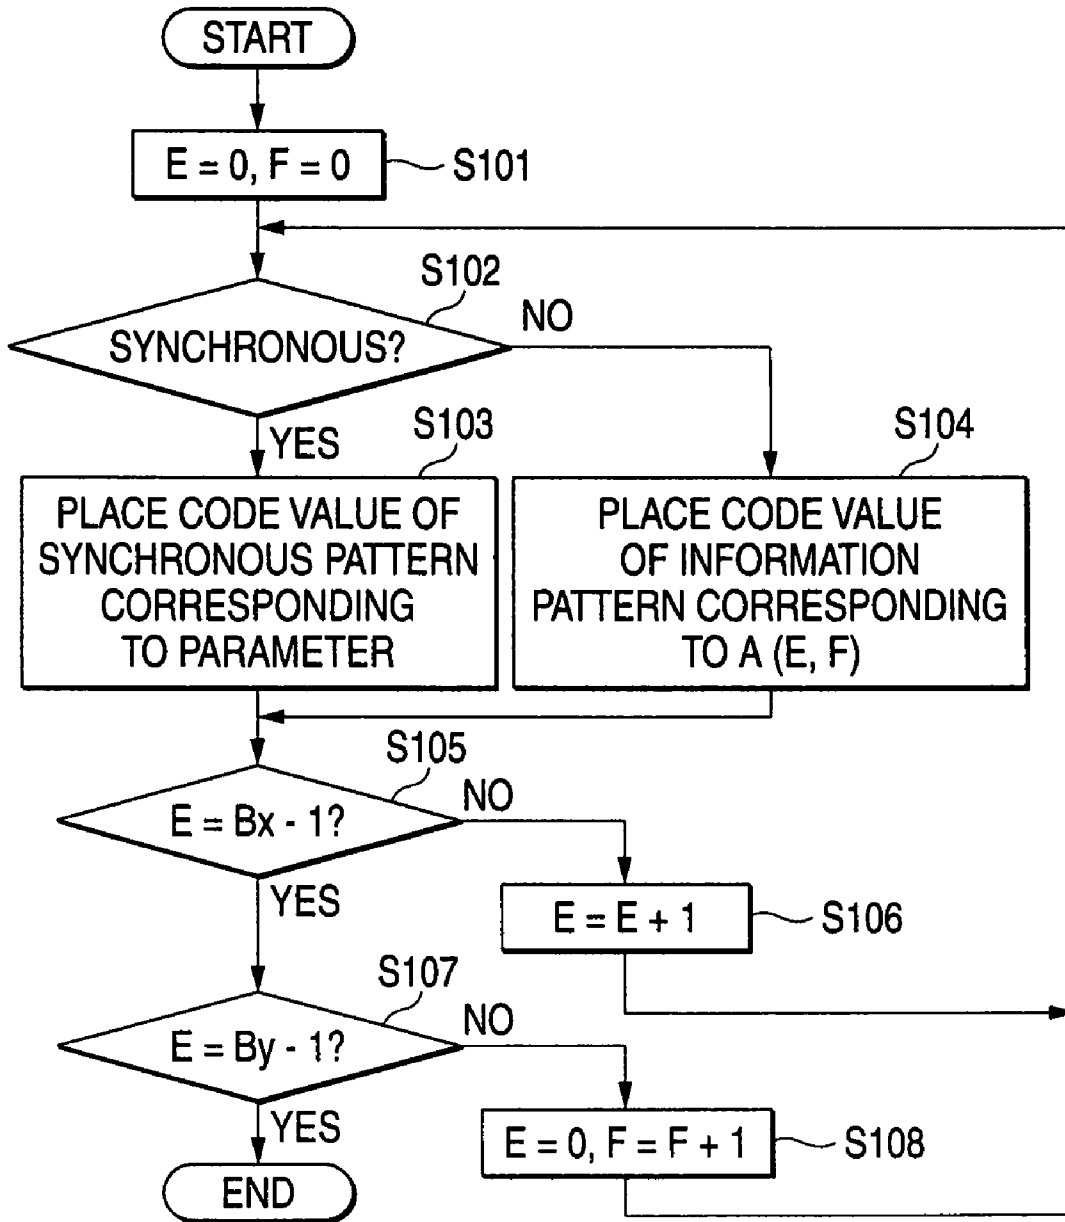 START
E = 0, F = 0
S101
S102
SYNCHRONOUS?
NO
YES
S103
PLACE CODE VALUE OF
SYNCHRONOUS PATTERN
CORRESPONDING
TO PARAMETER
S104
PLACE CODE VALUE
OF INFORMATION
PATTERN CORRESPONDING
TO A (E, F)
S105
E = Bx - 1?
NO
YES
E = E + 1
S106
S107
E = By - 1?
NO
YES
E = 0, F = F + 1
S108
END